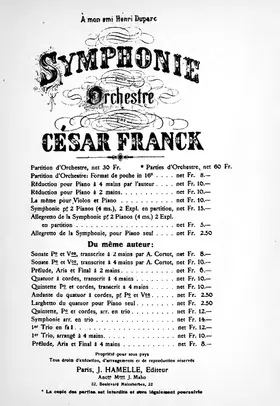 À mon ami Henri Duparc
SYMPHONIE
Orchestre
CÉSAR FRANCK
Partition d'Orchestre, net 30 Fr. * Parties d'Orchestre, net 60 Fr.
Partition d'Orchestre: Format de poche in 16° . . net Fr. 8.—
Réduction pour Piano à 4 mains par l'auteur . . . net Fr. 10.—
Réduction pour Piano à 2 mains. . . . . net Fr. 10.—
La même pour Violon et Piano . . . . . net Fr. 10.—
Symphonie pr 2 Pianos (4 ms.), 2 Expl. en partition, net Fr. 15.—
Allegretto de la Symphonie pr 2 Pianos (4 ms.) 2 Expl.
en partition . . . . . net Fr. 5.—
Allegretto de la Symphonie, pour Piano seul . . net Fr. 2.50
Du même auteur:
Sonate Pno et Vlle, transcrite à 2 mains par A. Cortot, net Fr. 8.—
Sonate Pno et Vlle, transcrite à 4 mains par A. Cortot, net Fr. 10.—
Prélude, Aria et Final à 2 mains . . . . net Fr. 6.—
Quatuor à cordes, transcrit à 4 mains . . . net Fr. 10.—
Quintette, Pr et cordes, transcrit à 4 mains . . . net Fr. 10.—
Andante du quatuor à cordes, pr Pr et Vlle . . net Fr. 2.50
Larghetto du quatuor pour Piano seul . . . net Fr. 2.50
Quintette, Pr et cordes, arr. en trio . . . net Fr. 12.—
Symphonie arr. en trio . . . . . net Fr. 14.—
1er Trio en fa# . . . . . net Fr. 12.—
1er Trio, arrangé à 4 mains . . . . net Fr. 10.—
Prélude, Aria et Final à 4 mains . . . . net Fr. 8.—
Propriété pour tous pays
Tous droits d'exécution, d'arrangements et de reproduction réservés
Paris, J. HAMELLE, Editeur
Ancne Mson J. Maho
22, Boulevard Malesherbes, 22
* La copie des parties est interdite et sera légalement poursuivie